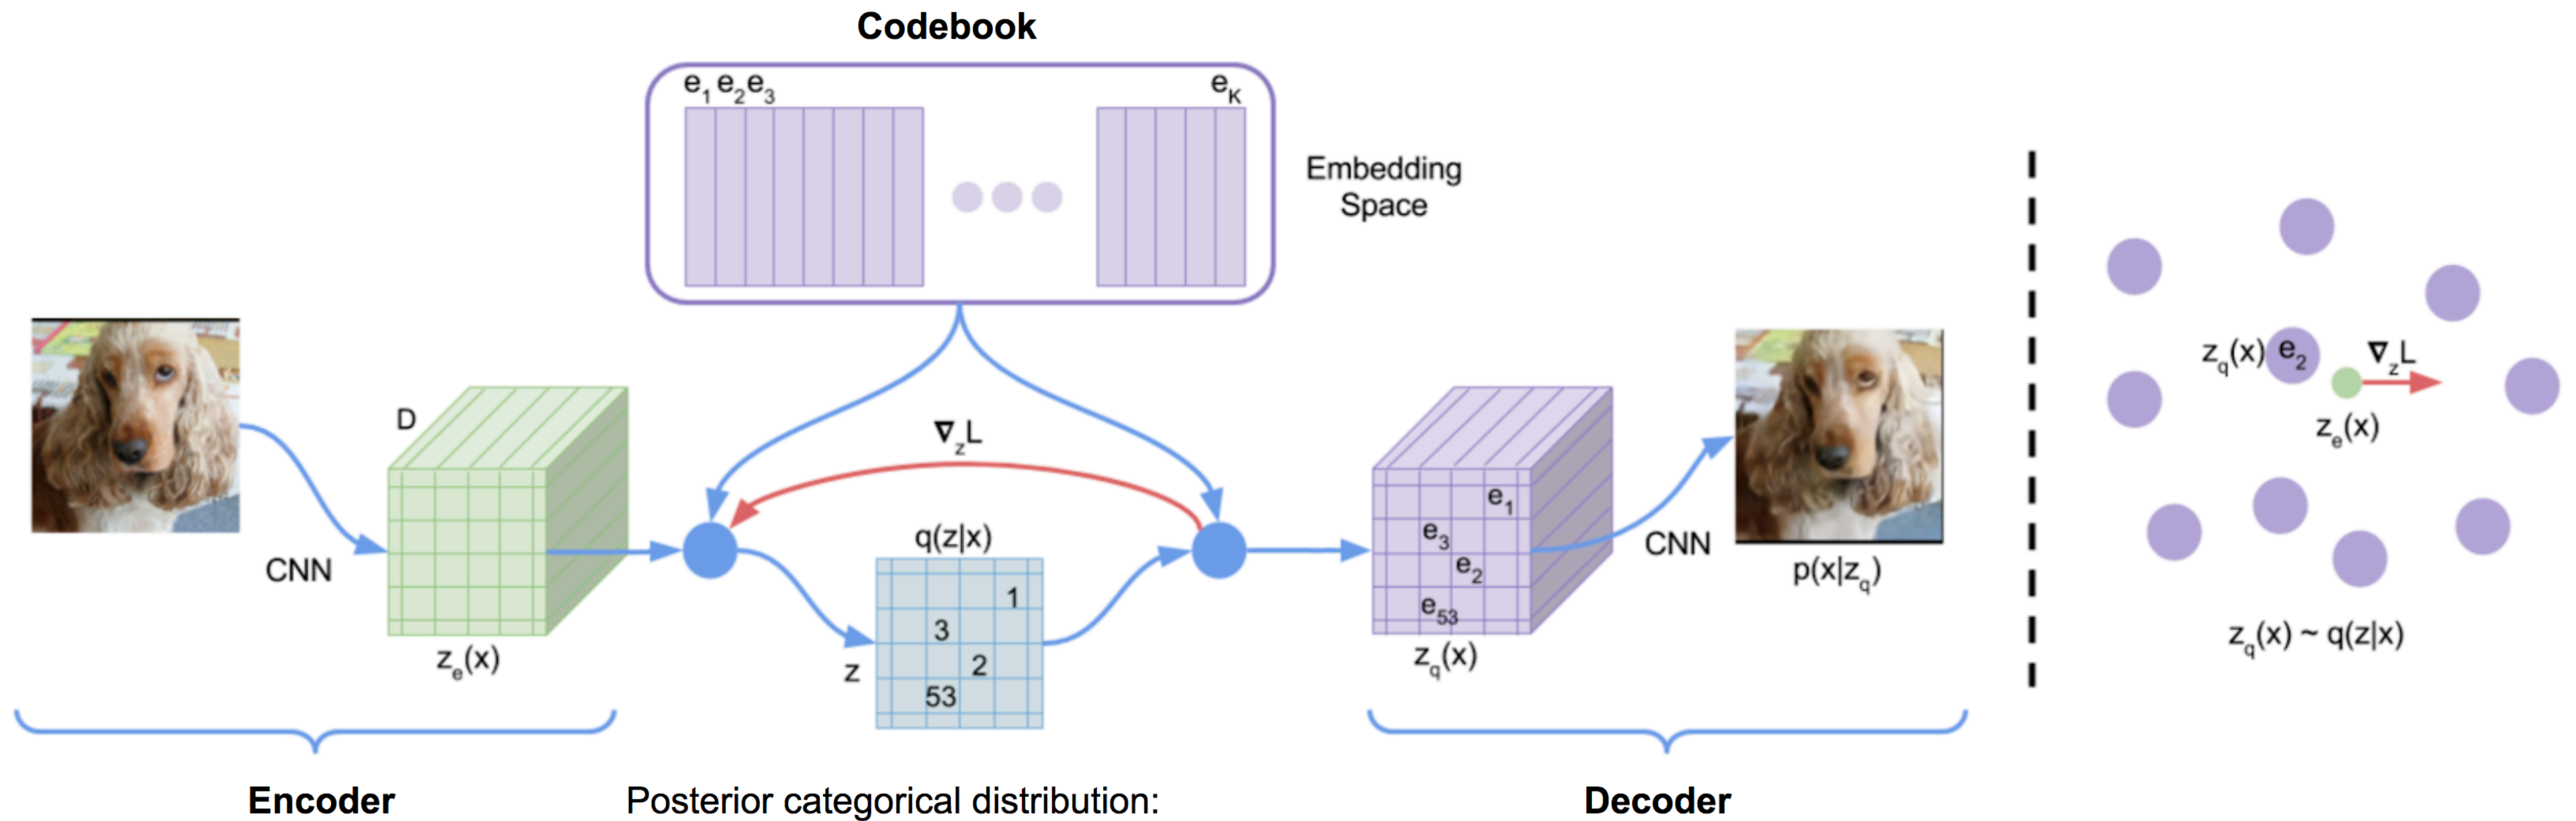 Codebook
e1 e2 e3
eK
Embedding
Space
D
CNN
ze(x)
∇zL
q(z|x)
1
3
2
53
z
e1
e3
e2
e53
zq(x)
CNN
p(x|zq)
zq(x) e2
∇zL
ze(x)
zq(x) ~ q(z|x)
Encoder
Posterior categorical distribution:
Decoder